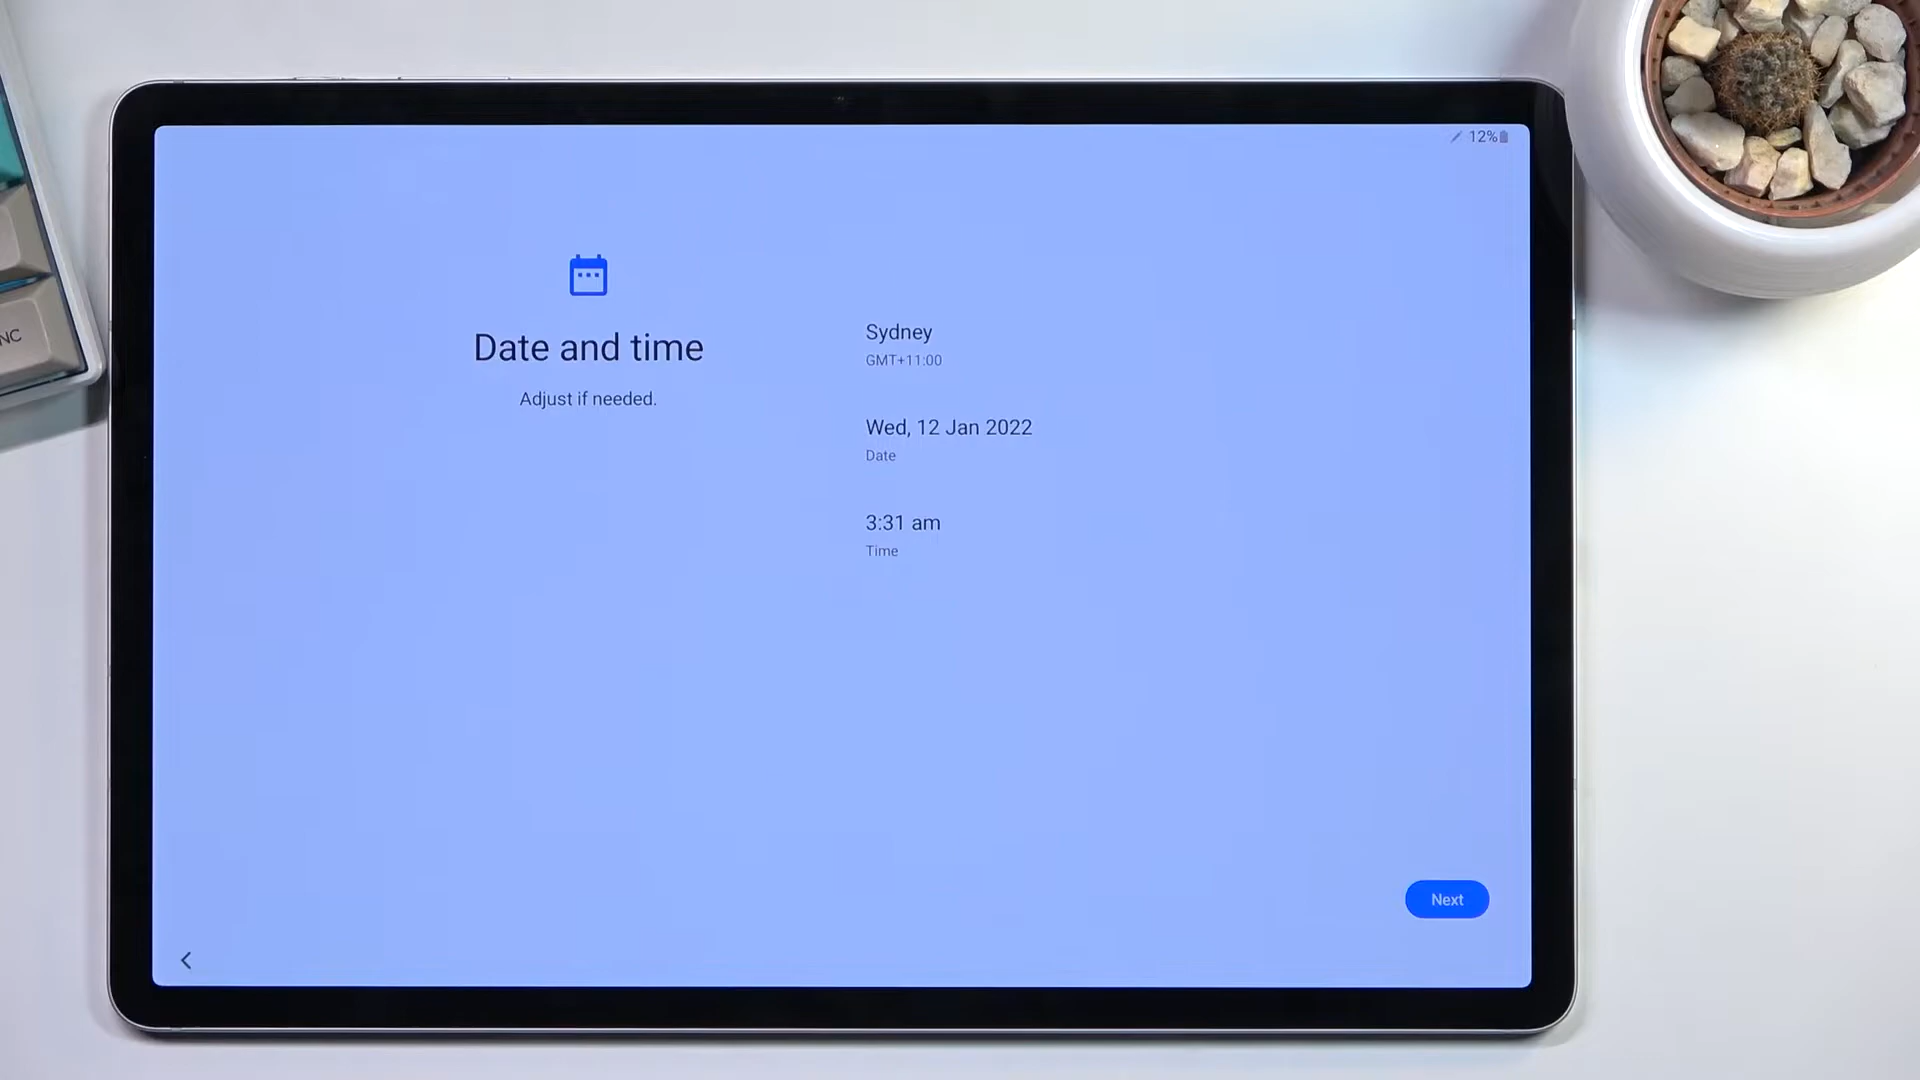 12%
Date and time
Adjust if needed.
Sydney
GMT+11:00
Wed, 12 Jan 2022
Date
3:31 am
Time
Next
NC